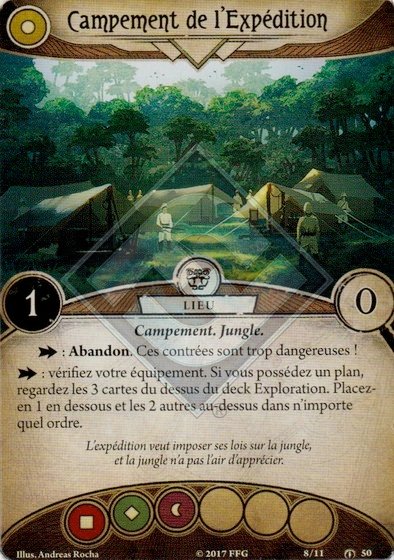 Campement de l'Expédition
1
LIEU
0
Campement. Jungle.
: Abandon. Ces contrées sont trop dangereuses !
: vérifiez votre équipement. Si vous possédez un plan,
regardez les 3 cartes du dessus du deck Exploration. Placez-
en 1 en dessous et les 2 autres au-dessus dans n'importe
quel ordre.
L'expédition veut imposer ses lois sur la jungle,
et la jungle n'a pas l'air d'apprécier.
Illus. Andreas Rocha © 2017 FFG 8/11 50